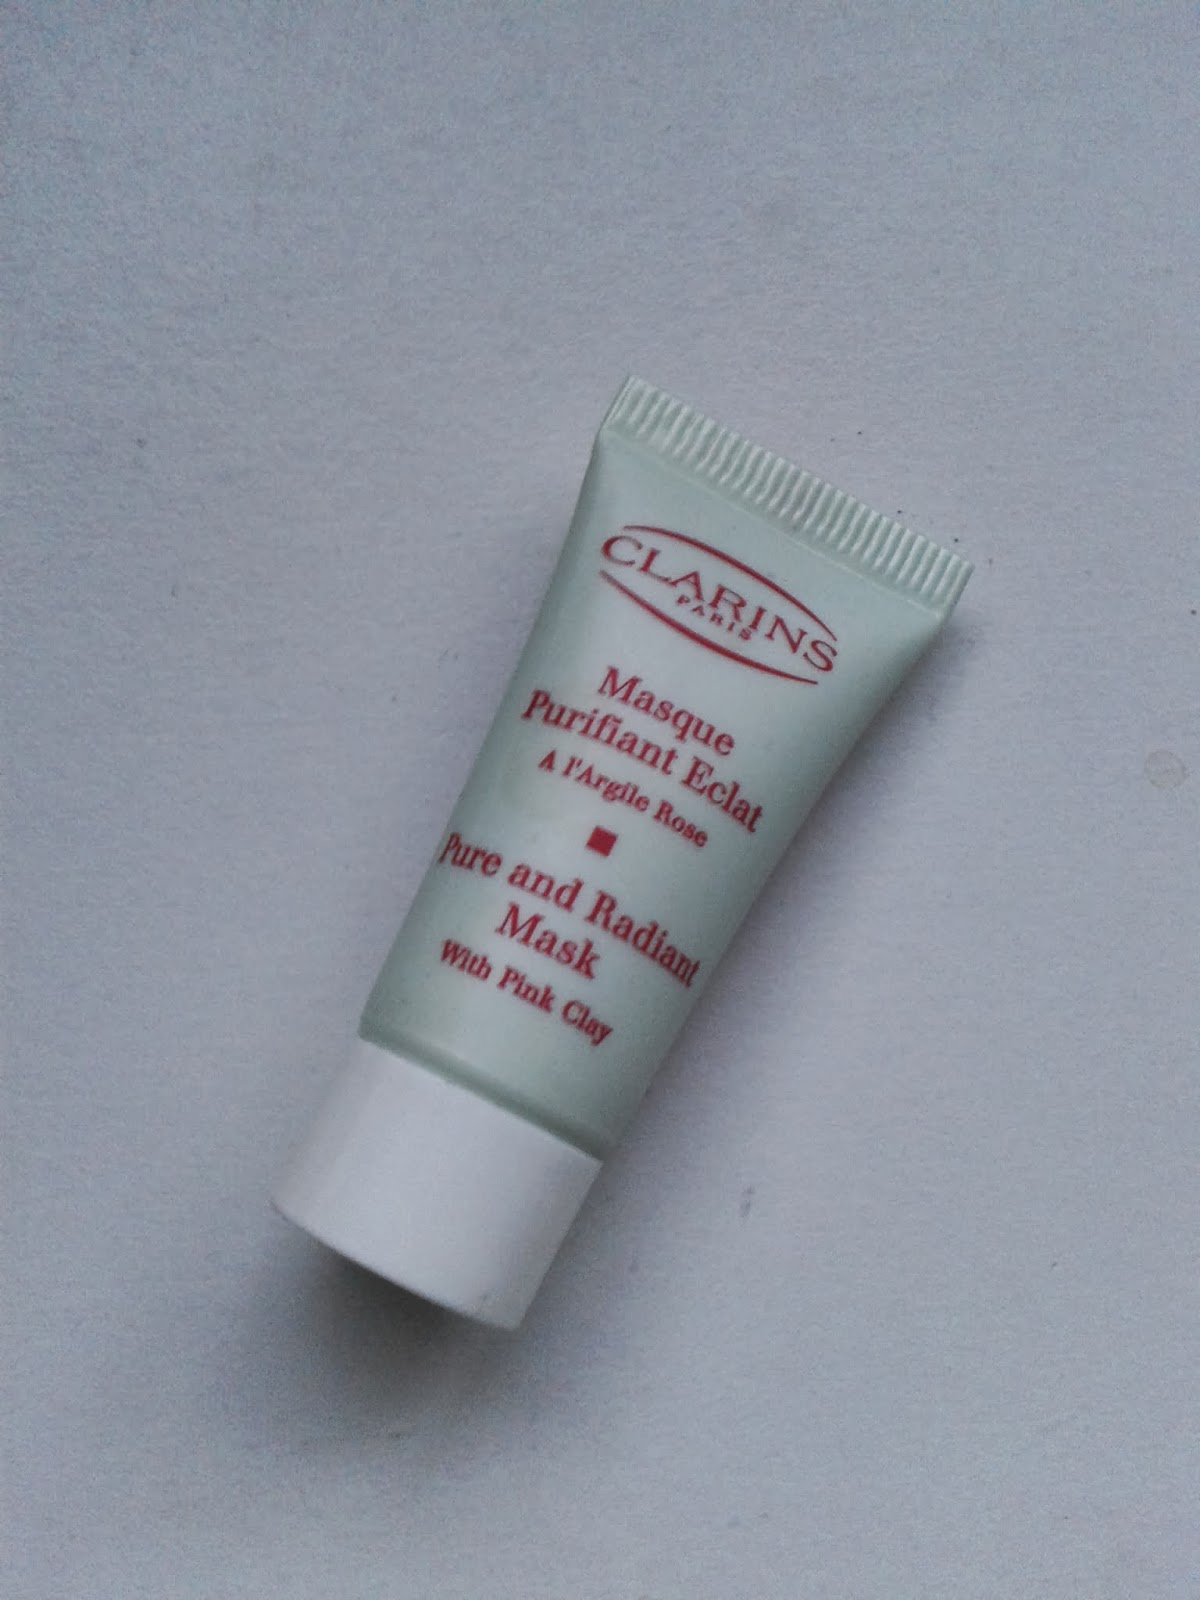 CLARINS
PARIS
Masque
Purifiant Eclat
A l'Argile Rose
Pure and Radiant
Mask
With Pink Clay